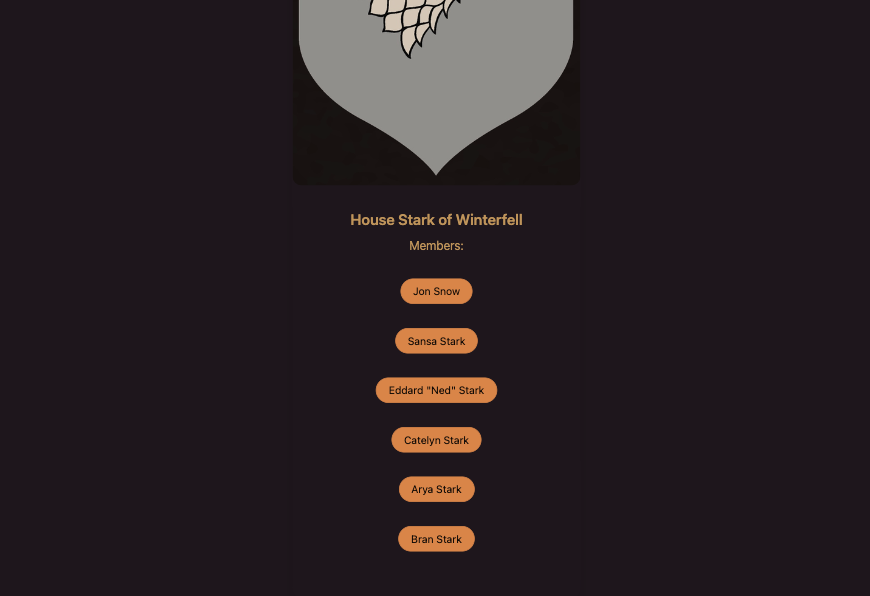 House Stark of Winterfell
Members:
Jon Snow
Sansa Stark
Eddard "Ned" Stark
Catelyn Stark
Arya Stark
Bran Stark